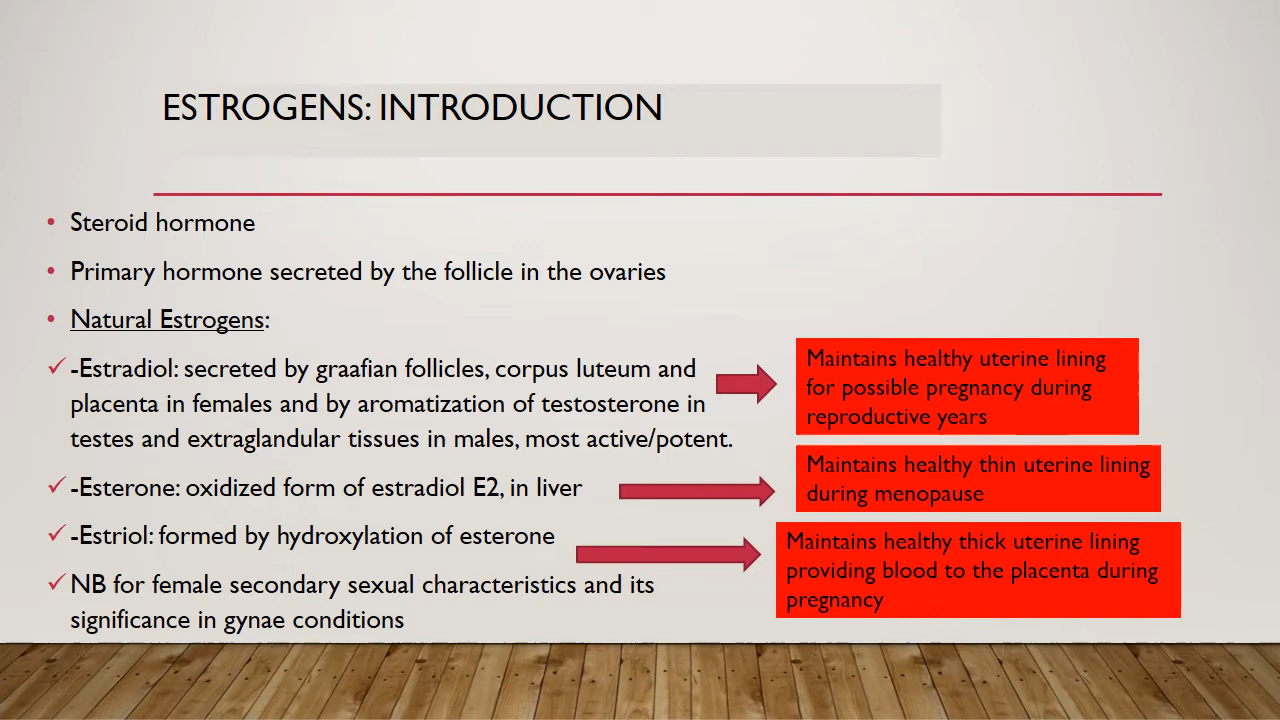 ESTROGENS: INTRODUCTION
• Steroid hormone
• Primary hormone secreted by the follicle in the ovaries
• Natural Estrogens:
✓ -Estradiol: secreted by graafian follicles, corpus luteum and
placenta in females and by aromatization of testosterone in
testes and extraglandular tissues in males, most active/potent.
Maintains healthy uterine lining
for possible pregnancy during
reproductive years
✓ -Esterone: oxidized form of estradiol E2, in liver
Maintains healthy thin uterine lining
during menopause
✓ -Estriol: formed by hydroxylation of esterone
Maintains healthy thick uterine lining
providing blood to the placenta during
pregnancy
✓ NB for female secondary sexual characteristics and its
significance in gynae conditions